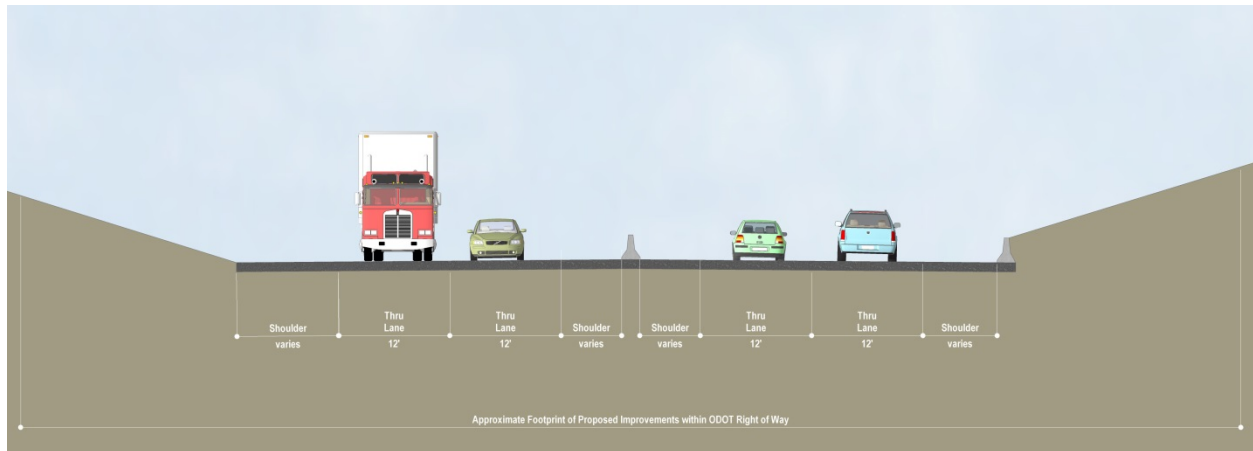 Shoulder
varies
Thru
Lane
12'
Thru
Lane
12'
Shoulder
varies
Shoulder
varies
Thru
Lane
12'
Thru
Lane
12'
Shoulder
varies
Approximate Footprint of Proposed Improvements within ODOT Right of Way